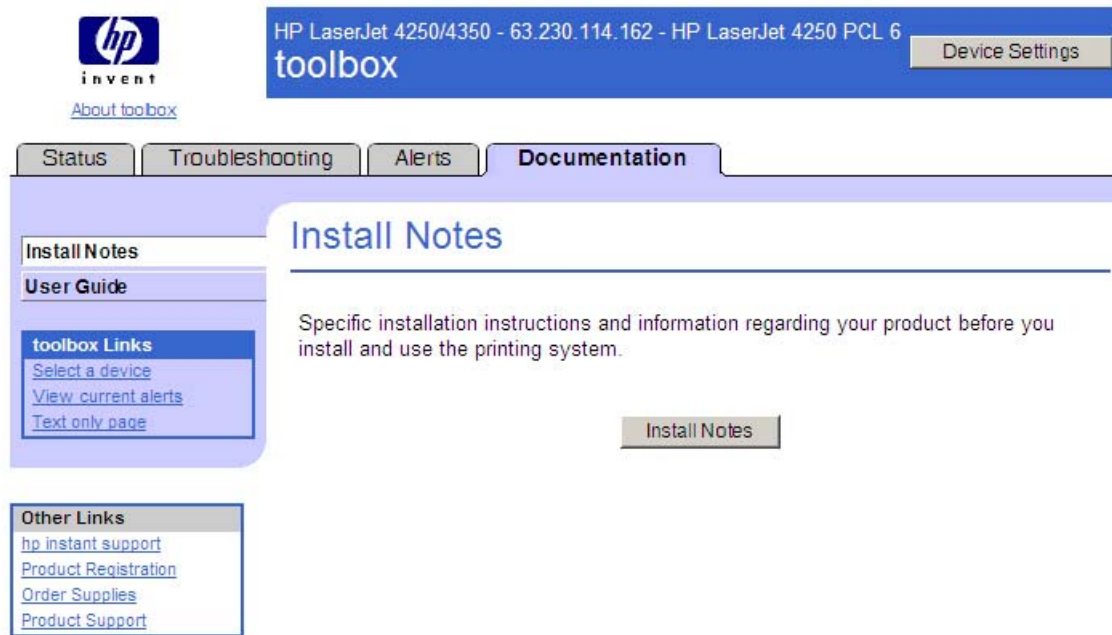 hp
invent
About toolbox
HP LaserJet 4250/4350 - 63.230.114.162 - HP LaserJet 4250 PCL 6
toolbox
Device Settings
Status
Troubleshooting
Alerts
Documentation
Install Notes
User Guide
toolbox Links
Select a device
View current alerts
Text only page
Other Links
hp instant support
Product Registration
Order Supplies
Product Support
Install Notes
Specific installation instructions and information regarding your product before you
install and use the printing system.
Install Notes